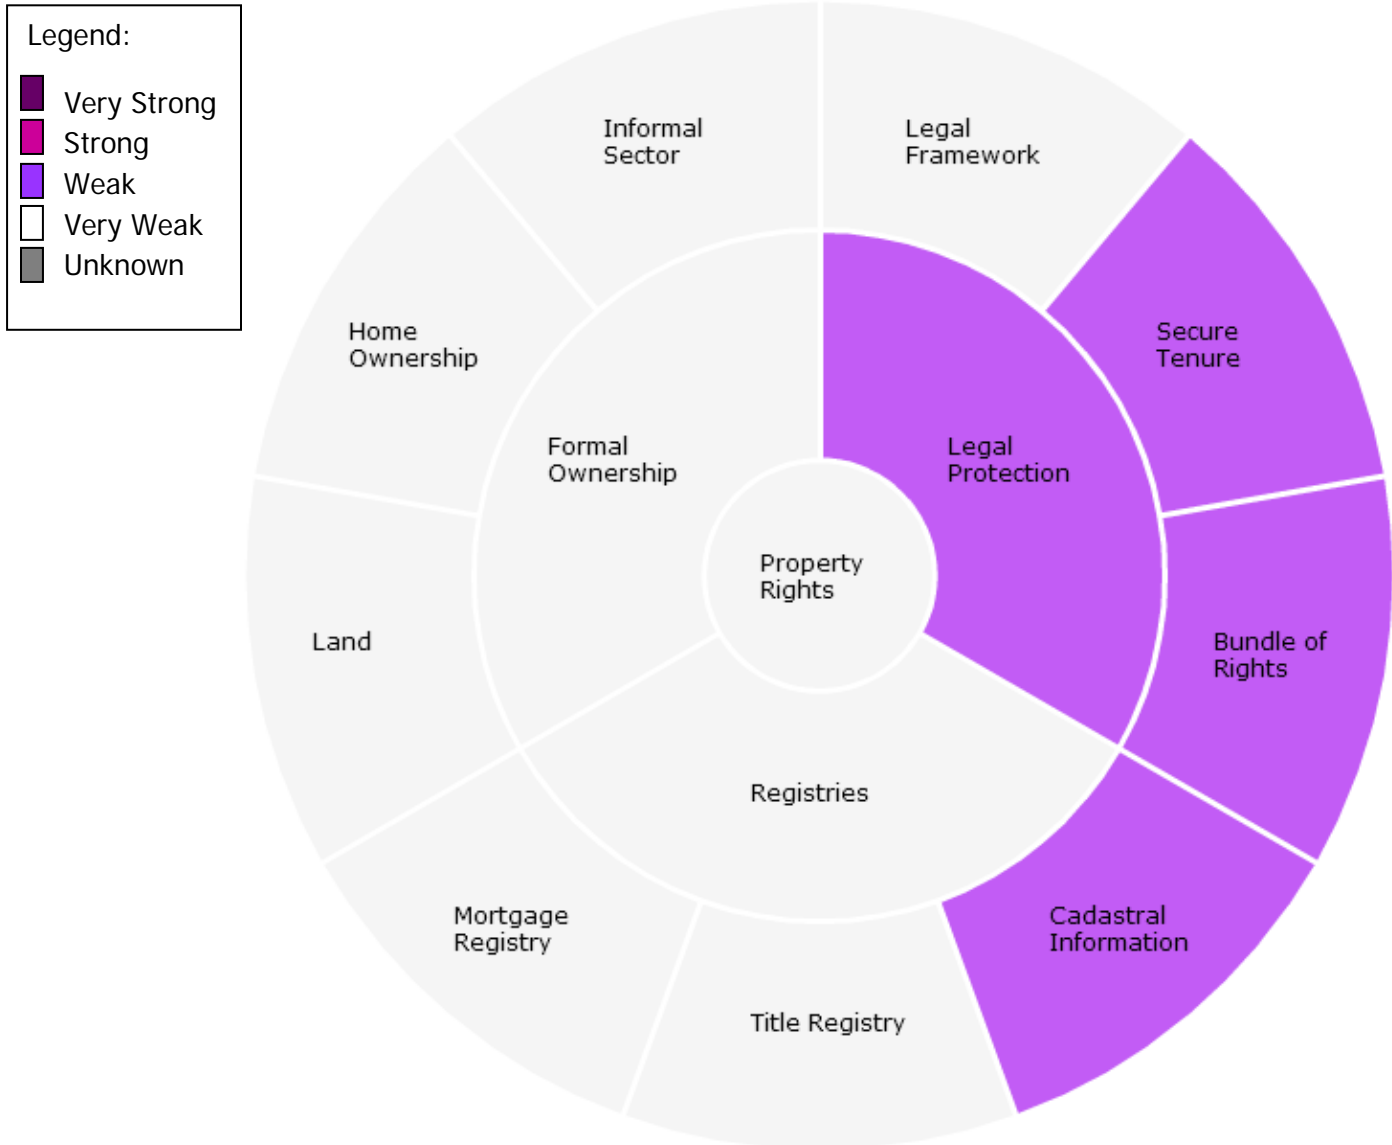 Legend:
Very Strong
Strong
Weak
Very Weak
Unknown
Informal
Sector
Legal
Framework
Home
Ownership
Secure
Tenure
Formal
Ownership
Legal
Protection
Property
Rights
Land
Bundle of
Rights
Registries
Mortgage
Registry
Cadastral
Information
Title Registry